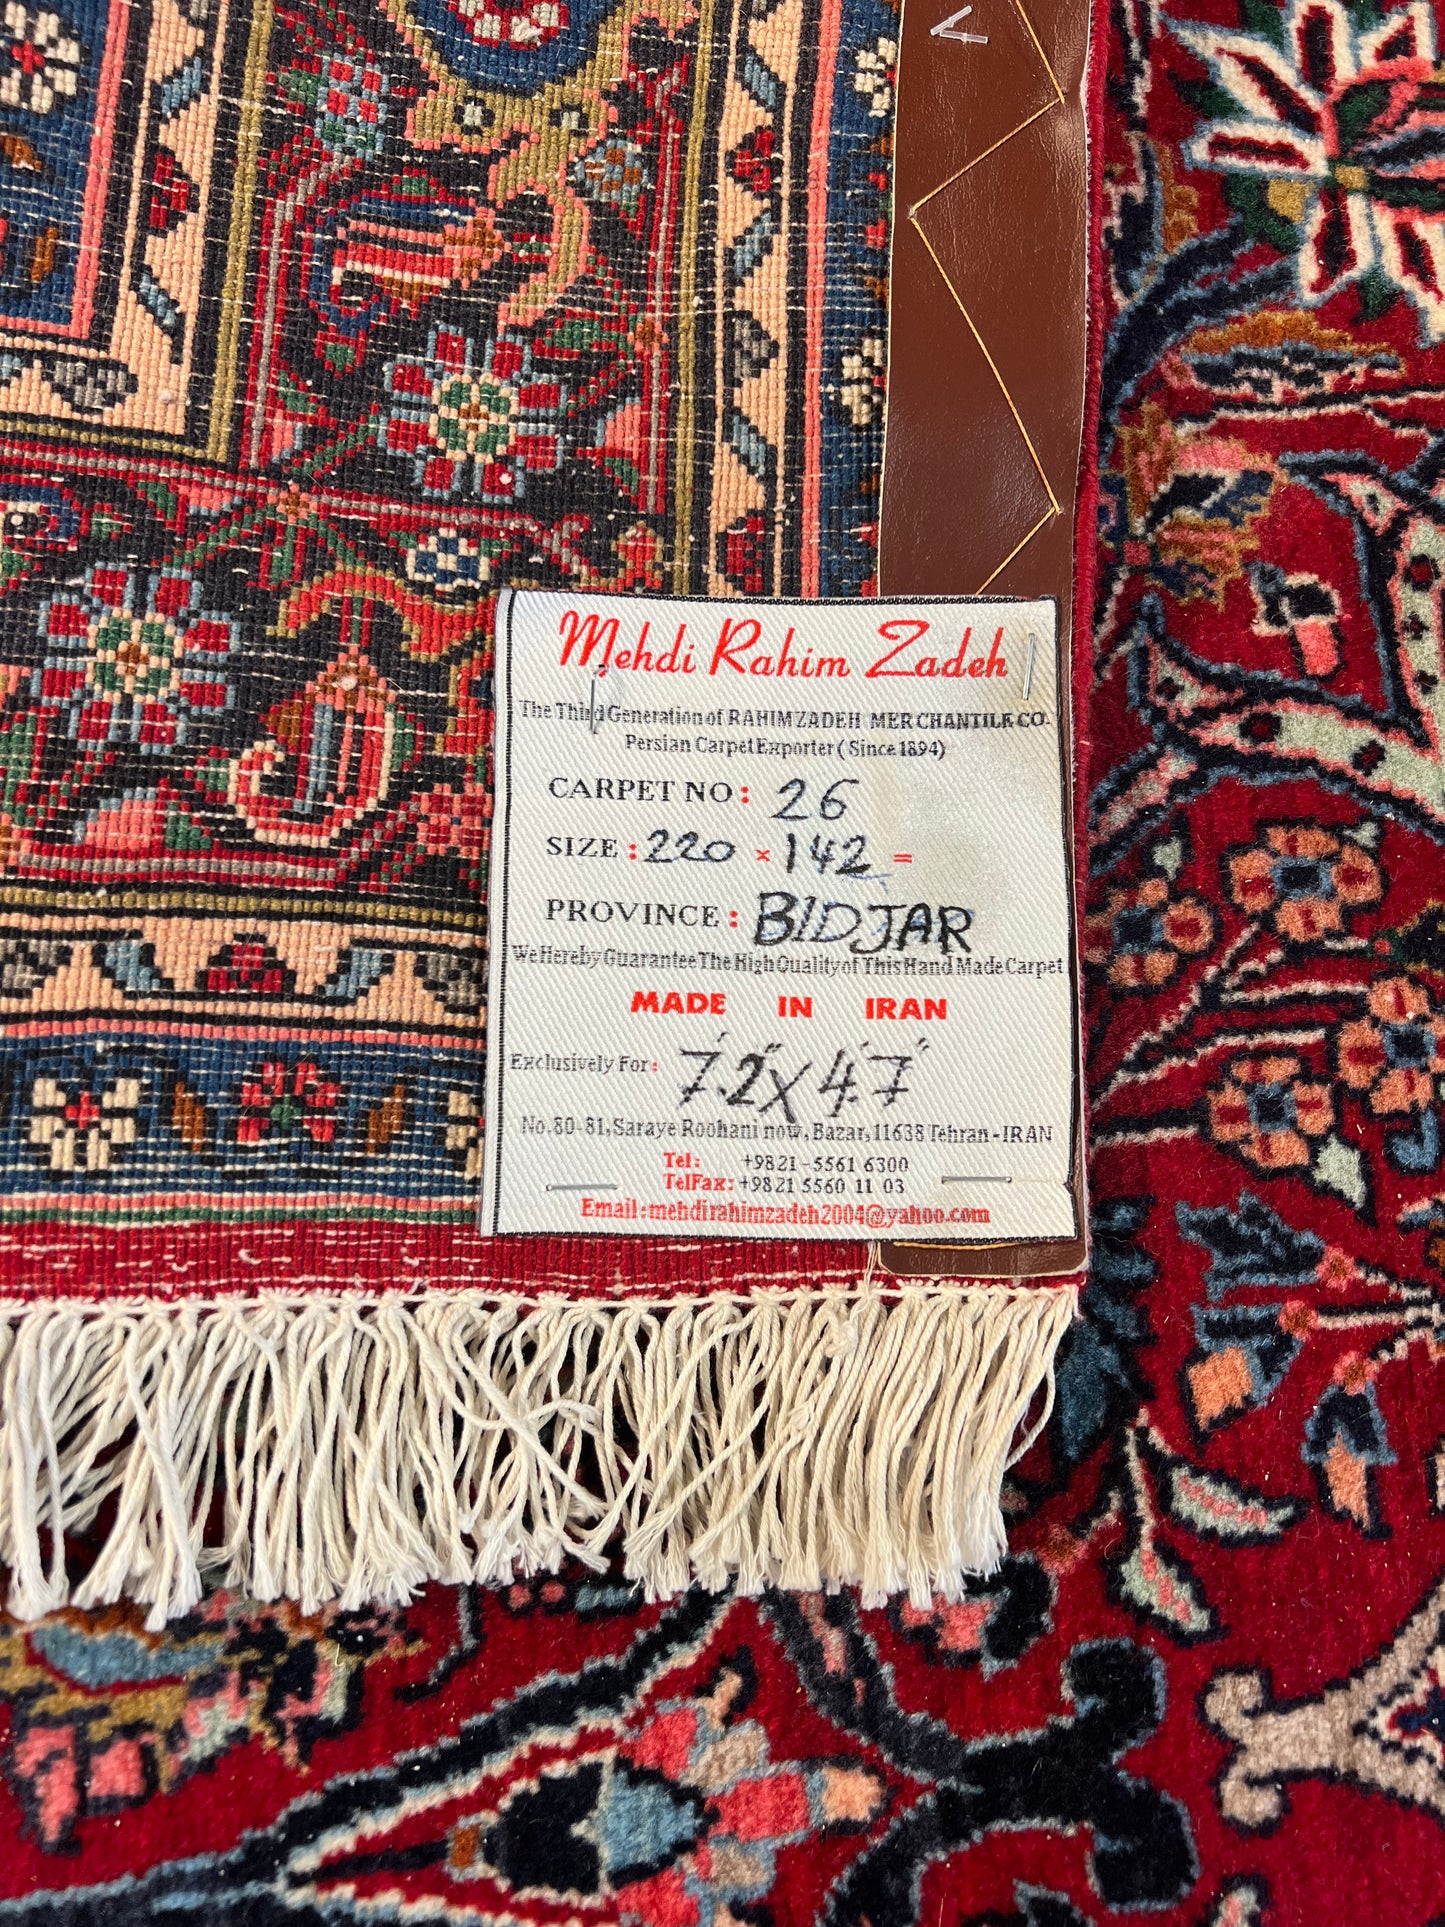 Mehdi Rahim Zadeh
The Third Generation of RAHIMZADEH MERCHANTILE CO.
Persian Carpet Exporter ( Since 1894)
CARPET NO: 26
SIZE: 220 × 142 =
PROVINCE: BIDJAR
We Hereby Guarantee The High Quality of This Hand Made Carpet
MADE IN IRAN
Exclusively For: 7'.2" X 4'.7"
No.80-81, Saraye Roohani now, Bazar, 11638 Tehran - IRAN
Tel: +9821-5561 6300
TelFax: +9821 5560 11 03
Email:mehdirahimzadeh2004@yahoo.com